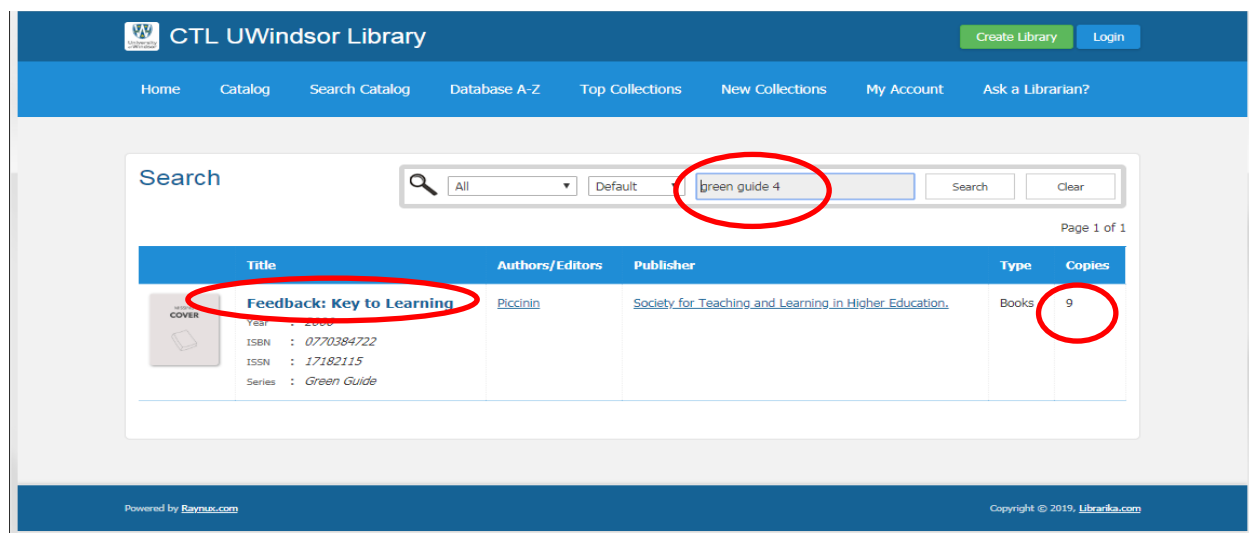 CTL UWindsor Library
Create Library Login
Home Catalog Search Catalog Database A-Z Top Collections New Collections My Account Ask a Librarian?
Search
All Default green guide 4 Search Clear
Page 1 of 1
Title Authors/Editors Publisher Type Copies
Feedback: Key to Learning Piccinin Society for Teaching and Learning in Higher Education. Books 9
COVER
Year :
ISBN : 0770384722
ISSN : 17182115
Series : Green Guide
Powered by Raynux.com
Copyright © 2019, Librarika.com